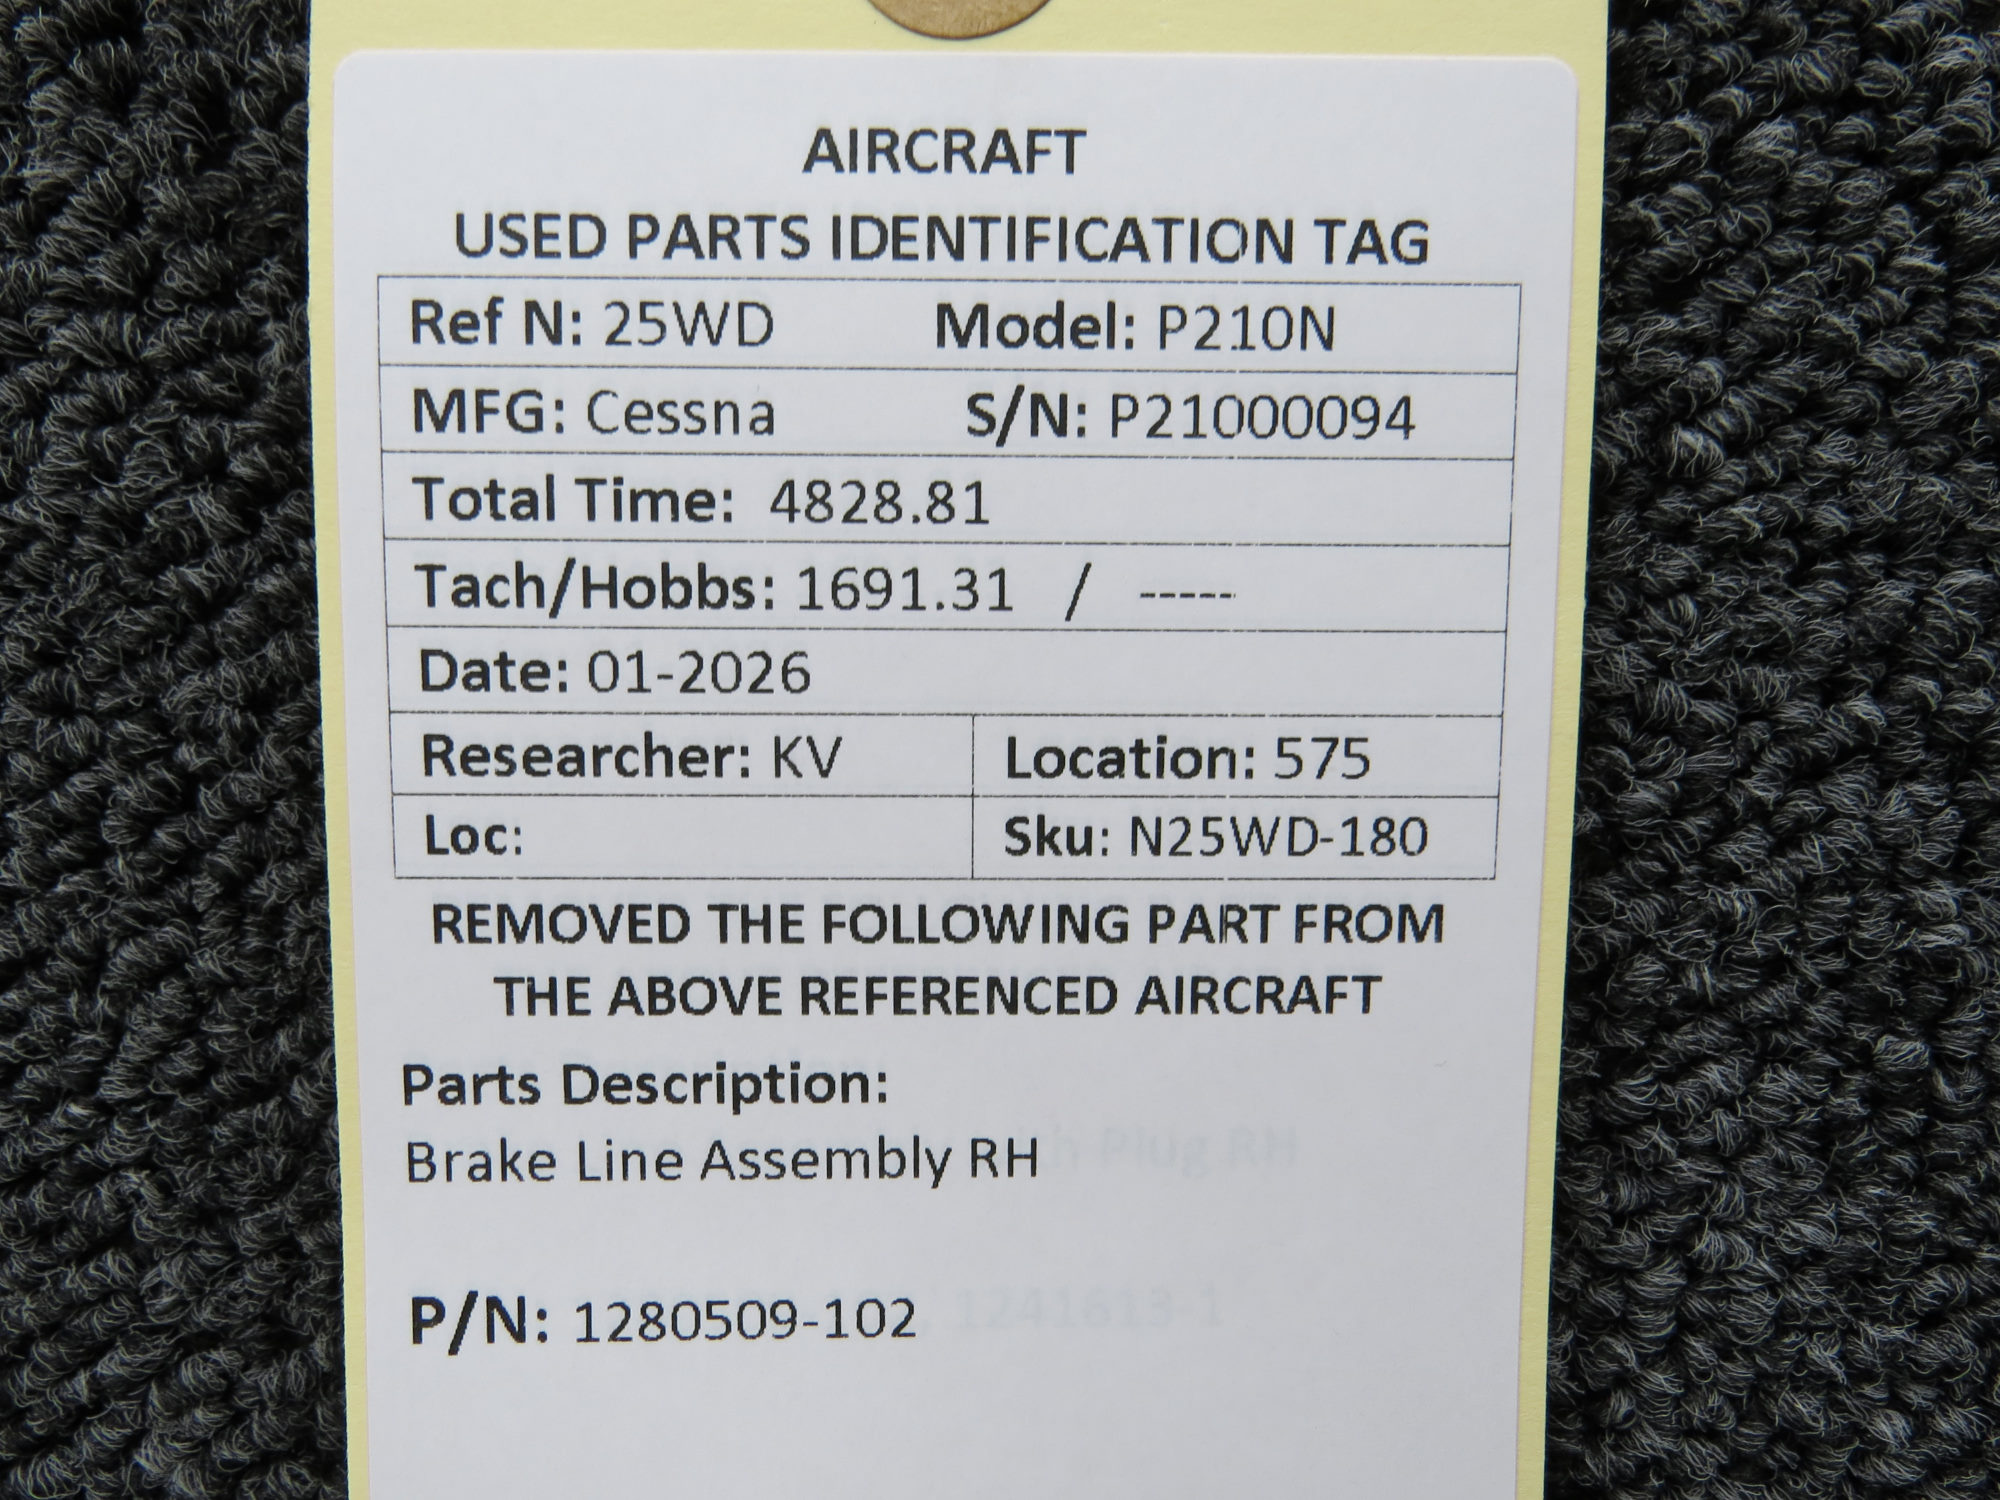 AIRCRAFT
USED PARTS IDENTIFICATION TAG
Ref N: 25WD Model: P210N
MFG: Cessna S/N: P21000094
Total Time: 4828.81
Tach/Hobbs: 1691.31 / -----
Date: 01-2026
Researcher: KV Location: 575
Loc: Sku: N25WD-180
REMOVED THE FOLLOWING PART FROM
THE ABOVE REFERENCED AIRCRAFT
Parts Description:
Brake Line Assembly RH
P/N: 1280509-102